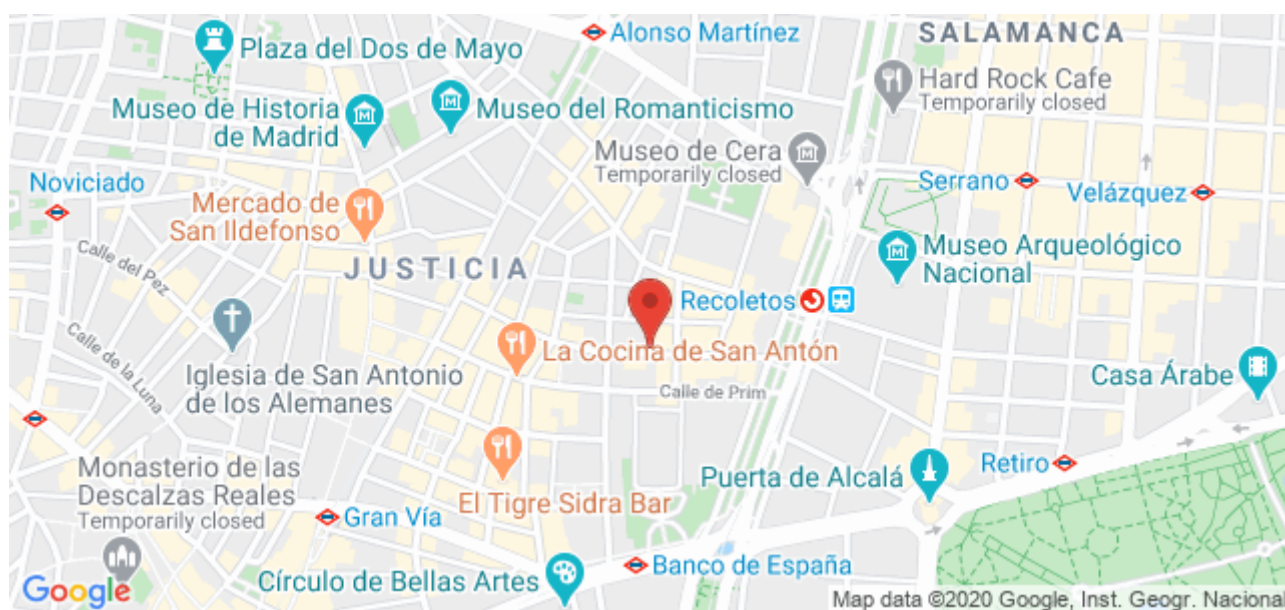 Alonso Martínez
SALAMANCA
Plaza del Dos de Mayo
Hard Rock Cafe
Temporarily closed
Museo de Historia
de Madrid
Museo del Romanticismo
Museo de Cera
Temporarily closed
Noviciado
Serrano
Velázquez
Mercado de
San Ildefonso
Calle del Pez
JUSTICIA
Museo Arqueológico
Nacional
Recoletos
Calle de la Luna
La Cocina de San Antón
Iglesia de San Antonio
de los Alemanes
Calle de Prim
Casa Árabe
Monasterio de las
Descalzas Reales
Temporarily closed
El Tigre Sidra Bar
Puerta de Alcalá
Retiro
Gran Vía
Banco de España
Círculo de Bellas Artes
Google
Map data ©2020 Google, Inst. Geogr. Nacional